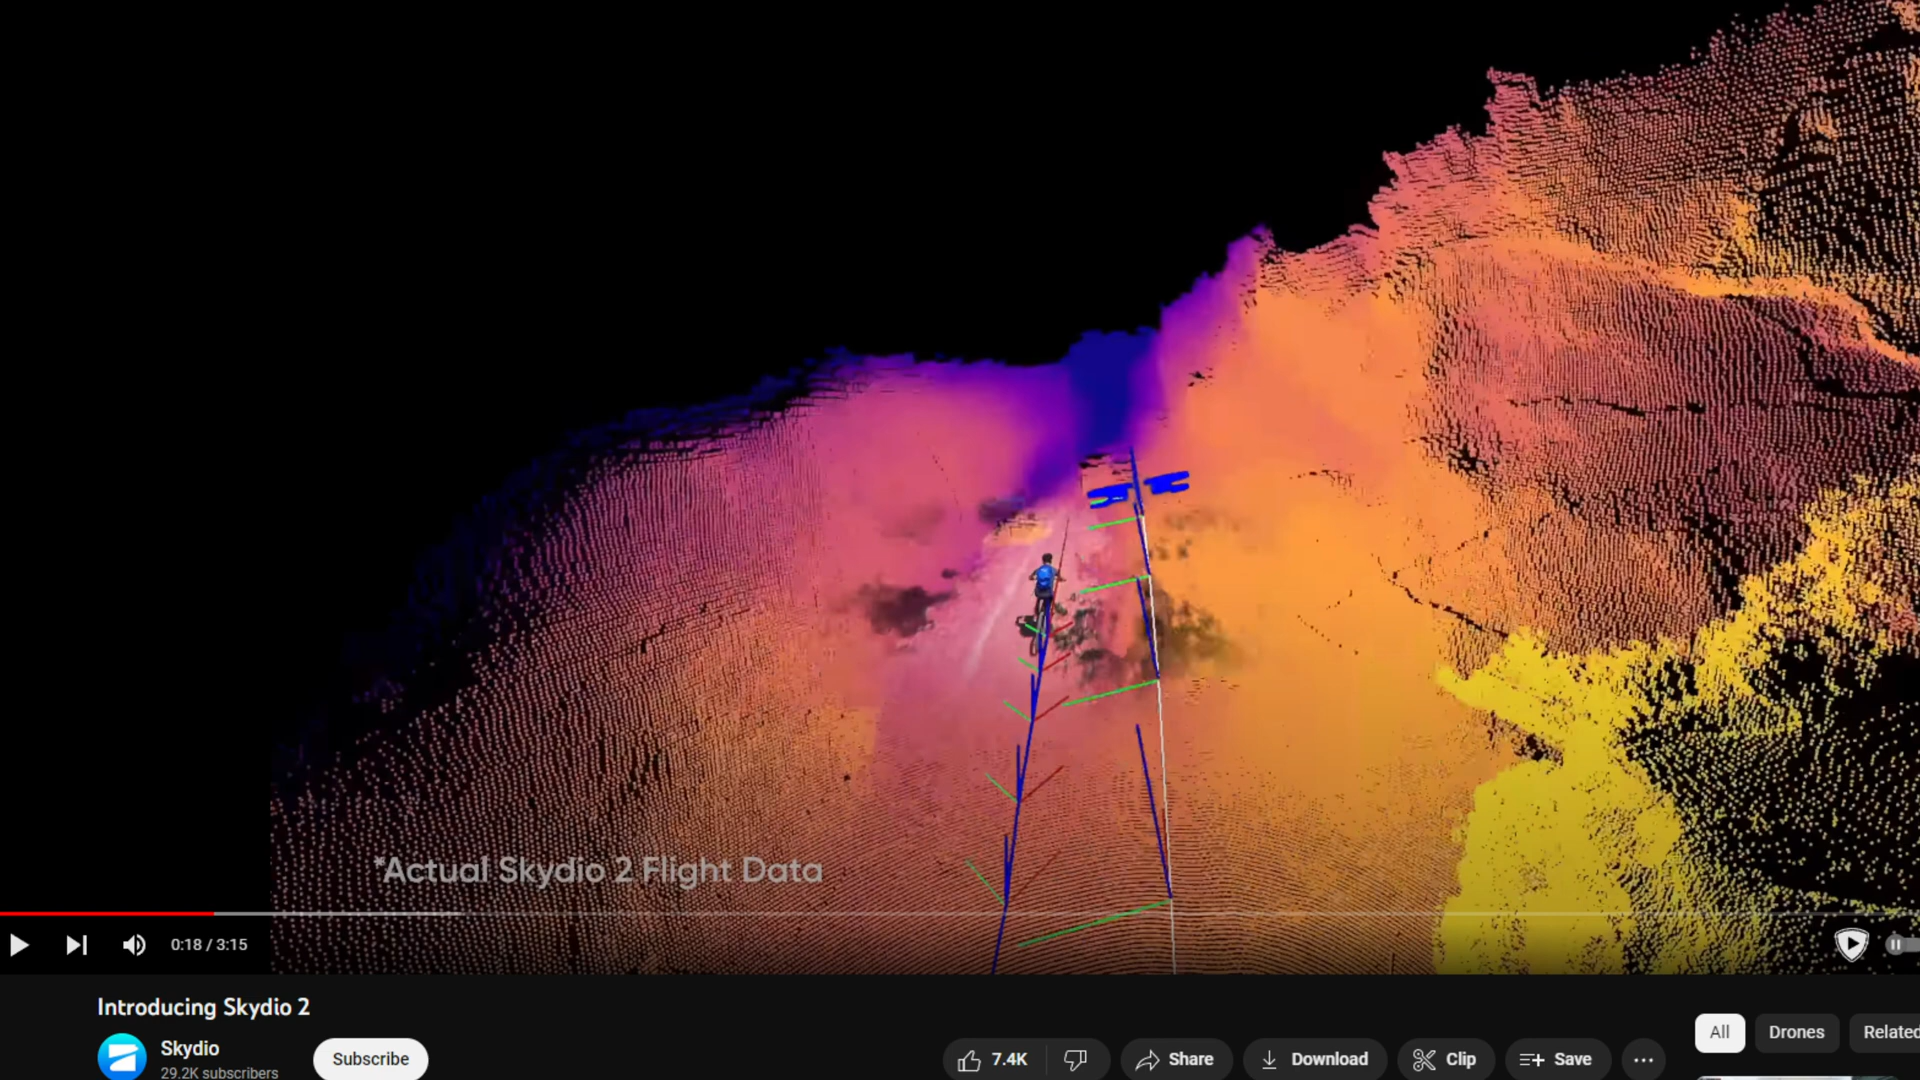 *Actual Skydio 2 Flight Data
0:18 / 3:15
Introducing Skydio 2
Skydio
29.2K subscribers
Subscribe
7.4K
Share
Download
Clip
Save
All
Drones
Related